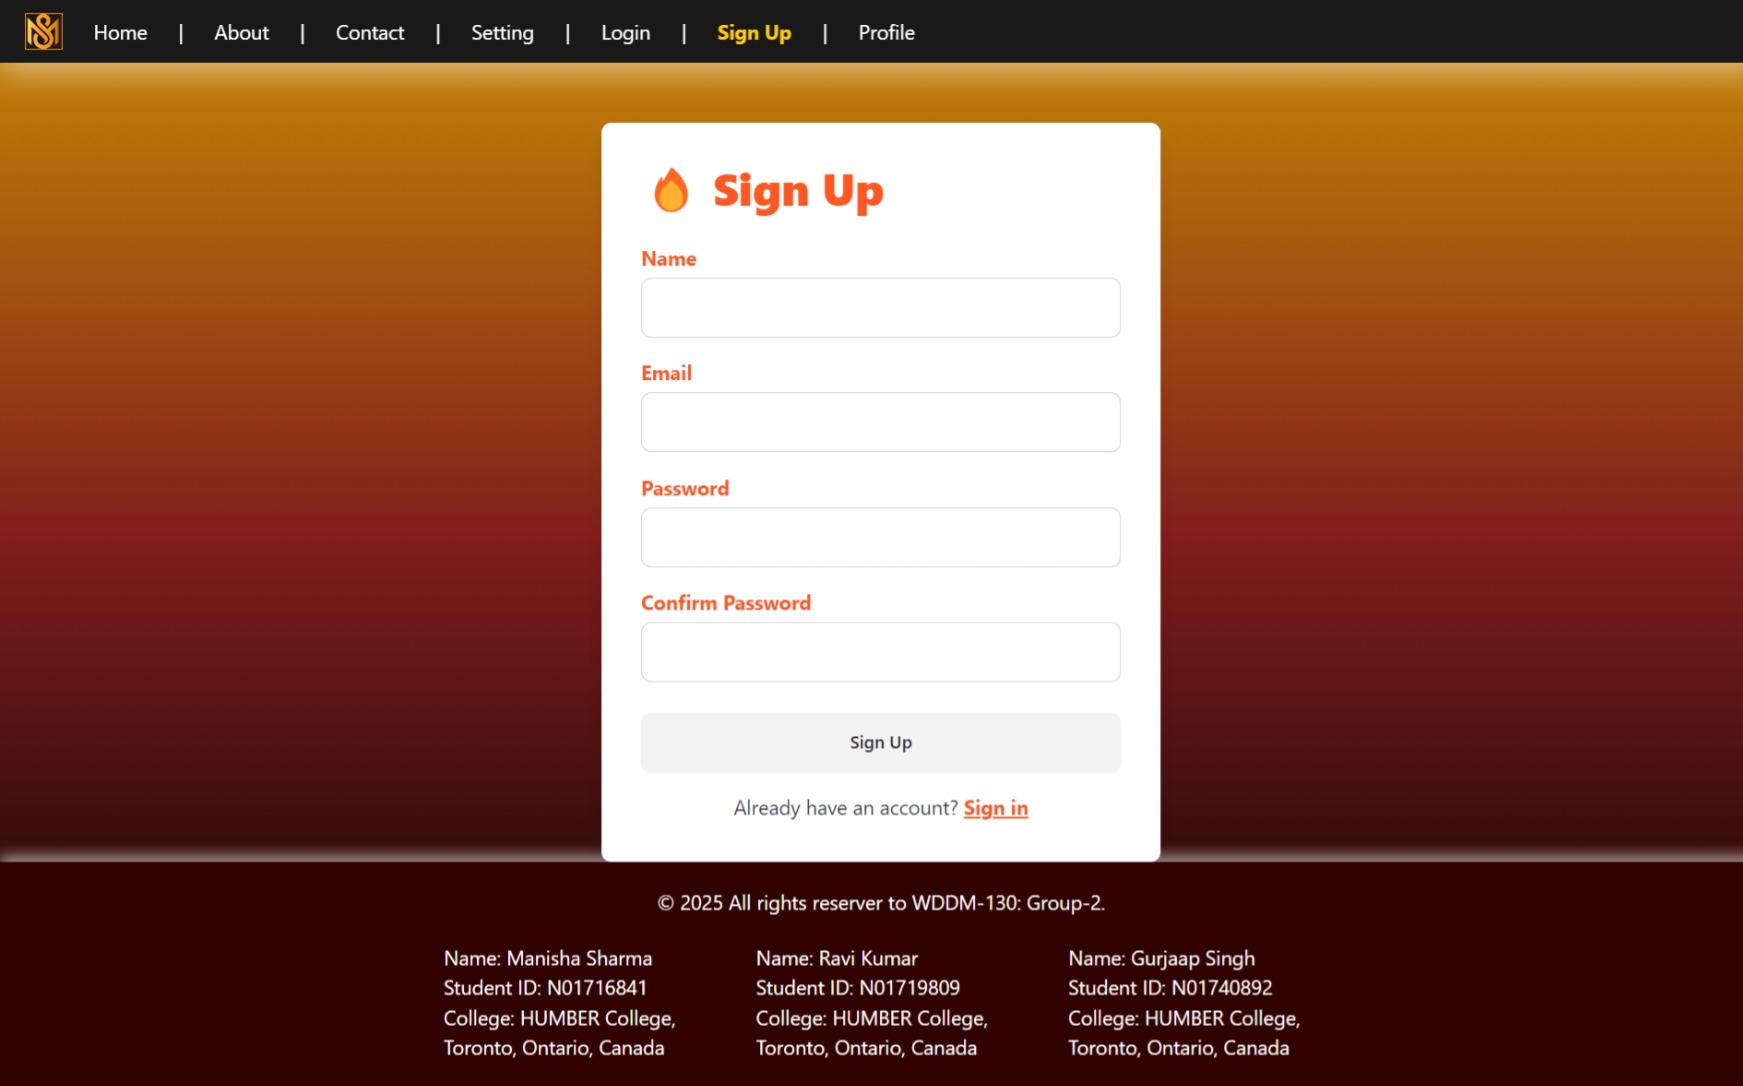 Home | About | Contact | Setting | Login | Sign Up | Profile
Sign Up
Name
Email
Password
Confirm Password
Sign Up
Already have an account? Sign in
© 2025 All rights reserver to WDDM-130: Group-2.
Name: Manisha Sharma
Student ID: N01716841
College: HUMBER College,
Toronto, Ontario, Canada
Name: Ravi Kumar
Student ID: N01719809
College: HUMBER College,
Toronto, Ontario, Canada
Name: Gurjaap Singh
Student ID: N01740892
College: HUMBER College,
Toronto, Ontario, Canada